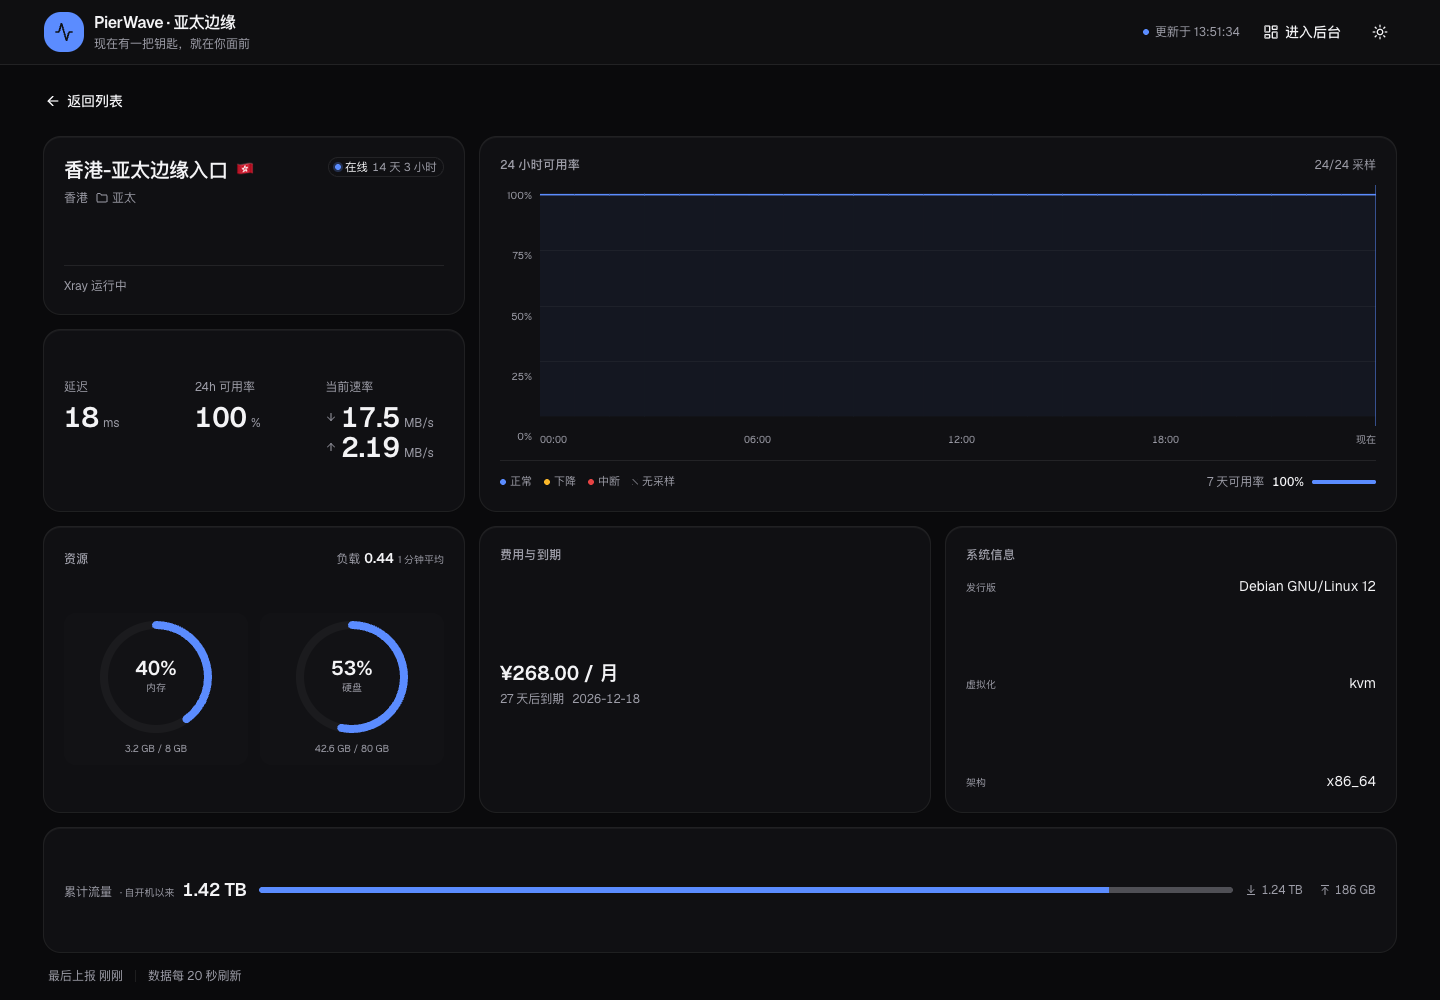 PierWave · 亚太边缘
现在有一把钥匙，就在你面前
更新于 13:51:34
进入后台
返回列表
香港-亚太边缘入口
在线 14 天 3 小时
香港 亚太
Xray 运行中
24 小时可用率
24/24 采样
100%
75%
50%
25%
0%
00:00 06:00 12:00 18:00 现在
正常 下降 中断 无采样
7 天可用率 100%
延迟
18 ms
24h 可用率
100 %
当前速率
↓ 17.5 MB/s
↑ 2.19 MB/s
资源
负载 0.44 1 分钟平均
40%
内存
3.2 GB / 8 GB
53%
硬盘
42.6 GB / 80 GB
费用与到期
¥268.00 / 月
27 天后到期 2026-12-18
系统信息
发行版 Debian GNU/Linux 12
虚拟化 kvm
架构 x86_64
累计流量 · 自开机以来 1.42 TB
1.24 TB 186 GB
最后上报 刚刚
数据每 20 秒刷新